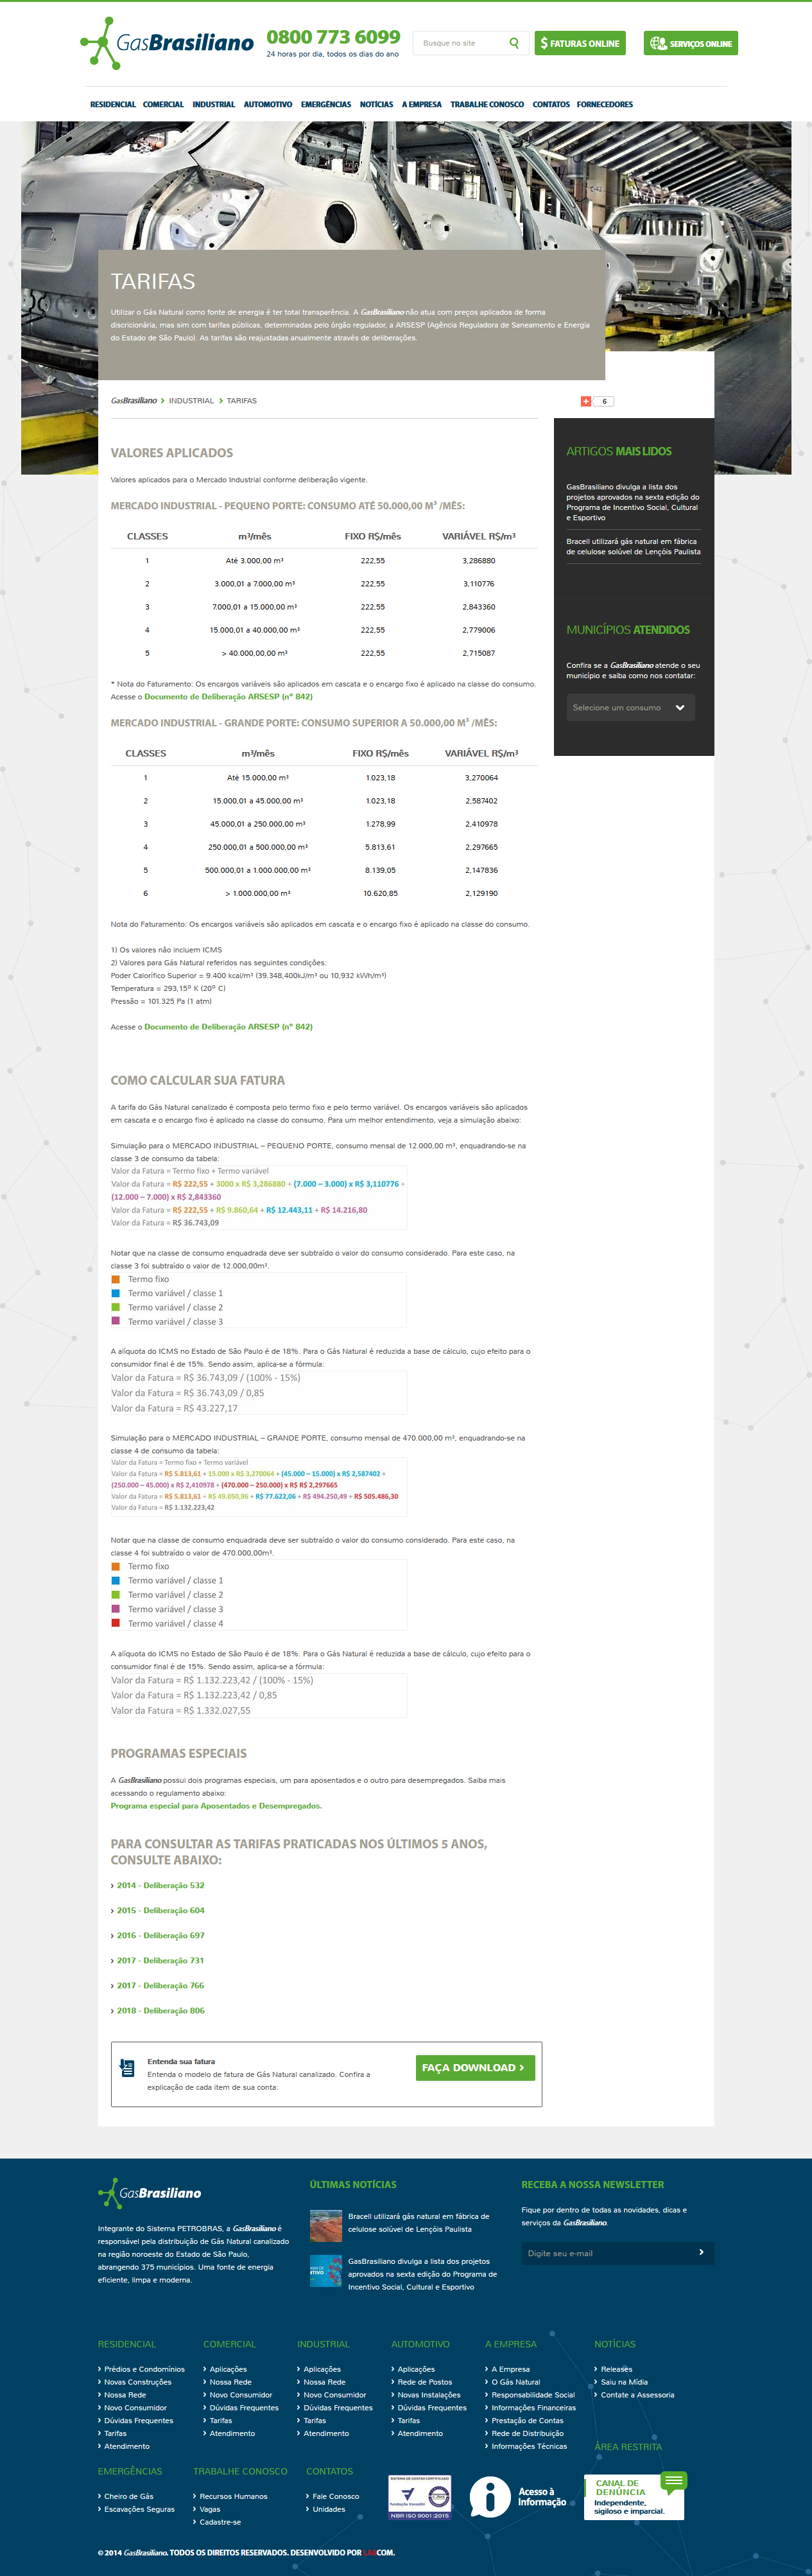 GasBrasiliano
0800 773 6099
24 horas por dia, todos os dias do ano
Busque no site
$ FATURAS ONLINE
SERVIÇOS ONLINE
RESIDENCIAL COMERCIAL INDUSTRIAL AUTOMOTIVO EMERGÊNCIAS NOTÍCIAS A EMPRESA TRABALHE CONOSCO CONTATOS FORNECEDORES
TARIFAS
Utilizar o Gás Natural como fonte de energia é ter total transparência. A GasBrasiliano não atua com preços aplicados de forma
discricionária, mas sim com tarifas públicas, determinadas pelo órgão regulador, a ARSESP (Agência Reguladora de Saneamento e Energia
do Estado de São Paulo). As tarifas são reajustadas anualmente através de deliberações.
GasBrasiliano > INDUSTRIAL > TARIFAS
+ 6
VALORES APLICADOS
Valores aplicados para o Mercado Industrial conforme deliberação vigente.
MERCADO INDUSTRIAL - PEQUENO PORTE: CONSUMO ATÉ 50.000,00 M³ /MÊS:
CLASSES m³/mês FIXO R$/mês VARIÁVEL R$/m³
1 Até 3.000,00 m³ 222,55 3,286880
2 3.000,01 a 7.000,00 m³ 222,55 3,110776
3 7.000,01 a 15.000,00 m³ 222,55 2,843360
4 15.000,01 a 40.000,00 m³ 222,55 2,779006
5 > 40.000,00,00 m³ 222,55 2,715087
* Nota do Faturamento: Os encargos variáveis são aplicados em cascata e o encargo fixo é aplicado na classe do consumo.
Acesse o Documento de Deliberação ARSESP (nº 842)
MERCADO INDUSTRIAL - GRANDE PORTE: CONSUMO SUPERIOR A 50.000,00 M³ /MÊS:
CLASSES m³/mês FIXO R$/mês VARIÁVEL R$/m³
1 Até 15.000,00 m³ 1.023,18 3,270064
2 15.000,01 a 45.000,00 m³ 1.023,18 2,587402
3 45.000,01 a 250.000,00 m³ 1.278,99 2,410978
4 250.000,01 a 500.000,00 m³ 5.813,61 2,297665
5 500.000,01 a 1.000.000,00 m³ 8.139,05 2,147836
6 > 1.000.000,00 m³ 10.620,85 2,129190
Nota do Faturamento: Os encargos variáveis são aplicados em cascata e o encargo fixo é aplicado na classe do consumo.
1) Os valores não incluem ICMS
2) Valores para Gás Natural referidos nas seguintes condições:
Poder Calorífico Superior = 9.400 kcal/m³ (39.348,400kJ/m³ ou 10,932 kWh/m³)
Temperatura = 293,15º K (20º C)
Pressão = 101.325 Pa (1 atm)
Acesse o Documento de Deliberação ARSESP (nº 842)
COMO CALCULAR SUA FATURA
A tarifa do Gás Natural canalizado é composta pelo termo fixo e pelo termo variável. Os encargos variáveis são aplicados
em cascata e o encargo fixo é aplicado na classe do consumo. Para um melhor entendimento, veja a simulação abaixo:
Simulação para o MERCADO INDUSTRIAL – PEQUENO PORTE, consumo mensal de 12.000,00 m³, enquadrando-se na
classe 3 de consumo da tabela:
Valor da Fatura = Termo fixo + Termo variável
Valor da Fatura = R$ 222,55 + 3000 x R$ 3,286880 + (7.000 – 3.000) x R$ 3,110776 +
(12.000 – 7.000) x R$ 2,843360
Valor da Fatura = R$ 222,55 + R$ 9.860,64 + R$ 12.443,11 + R$ 14.216,80
Valor da Fatura = R$ 36.743,09
Notar que na classe de consumo enquadrada deve ser subtraído o valor do consumo considerado. Para este caso, na
classe 3 foi subtraído o valor de 12.000,00m³.
Termo fixo
Termo variável / classe 1
Termo variável / classe 2
Termo variável / classe 3
A alíquota do ICMS no Estado de São Paulo é de 18%. Para o Gás Natural é reduzida a base de cálculo, cujo efeito para o
consumidor final é de 15%. Sendo assim, aplica-se a fórmula:
Valor da Fatura = R$ 36.743,09 / (100% - 15%)
Valor da Fatura = R$ 36.743,09 / 0,85
Valor da Fatura = R$ 43.227,17
Simulação para o MERCADO INDUSTRIAL – GRANDE PORTE, consumo mensal de 470.000,00 m³, enquadrando-se na
classe 4 de consumo da tabela:
Valor da Fatura = Termo fixo + Termo variável
Valor da Fatura = R$ 5.813,61 + 15.000 x R$ 3,270064 + (45.000 – 15.000) x R$ 2,587402 +
(250.000 – 45.000) x R$ 2,410978 + (470.000 – 250.000) x R$ R$ 2,297665
Valor da Fatura = R$ 5.813,61 + R$ 49.050,96 + R$ 77.622,06 + R$ 494.250,49 + R$ 505.486,30
Valor da Fatura = R$ 1.132.223,42
Notar que na classe de consumo enquadrada deve ser subtraído o valor do consumo considerado. Para este caso, na
classe 4 foi subtraído o valor de 470.000,00m³.
Termo fixo
Termo variável / classe 1
Termo variável / classe 2
Termo variável / classe 3
Termo variável / classe 4
A alíquota do ICMS no Estado de São Paulo é de 18%. Para o Gás Natural é reduzida a base de cálculo, cujo efeito para o
consumidor final é de 15%. Sendo assim, aplica-se a fórmula:
Valor da Fatura = R$ 1.132.223,42 / (100% - 15%)
Valor da Fatura = R$ 1.132.223,42 / 0,85
Valor da Fatura = R$ 1.332.027,55
PROGRAMAS ESPECIAIS
A GasBrasiliano possui dois programas especiais, um para aposentados e o outro para desempregados. Saiba mais
acessando o regulamento abaixo:
Programa especial para Aposentados e Desempregados.
PARA CONSULTAR AS TARIFAS PRATICADAS NOS ÚLTIMOS 5 ANOS,
CONSULTE ABAIXO:
> 2014 - Deliberação 532
> 2015 - Deliberação 604
> 2016 - Deliberação 697
> 2017 - Deliberação 731
> 2017 - Deliberação 766
> 2018 - Deliberação 806
Entenda sua fatura
Entenda o modelo de fatura de Gás Natural canalizado. Confira a
explicação de cada item de sua conta:
FAÇA DOWNLOAD >
ARTIGOS MAIS LIDOS
GasBrasiliano divulga a lista dos
projetos aprovados na sexta edição do
Programa de Incentivo Social, Cultural
e Esportivo
Bracell utilizará gás natural em fábrica
de celulose solúvel de Lençóis Paulista
MUNICÍPIOS ATENDIDOS
Confira se a GasBrasiliano atende o seu
município e saiba como nos contatar:
Selecione um consumo
GasBrasiliano
Integrante do Sistema PETROBRAS, a GasBrasiliano é
responsável pela distribuição de Gás Natural canalizado
na região noroeste do Estado de São Paulo,
abrangendo 375 municípios. Uma fonte de energia
eficiente, limpa e moderna.
ÚLTIMAS NOTÍCIAS
Bracell utilizará gás natural em fábrica de
celulose solúvel de Lençóis Paulista
GasBrasiliano divulga a lista dos projetos
aprovados na sexta edição do Programa de
Incentivo Social, Cultural e Esportivo
RECEBA A NOSSA NEWSLETTER
Fique por dentro de todas as novidades, dicas e
serviços da GasBrasiliano.
Digite seu e-mail >
RESIDENCIAL
> Prédios e Condomínios
> Novas Construções
> Nossa Rede
> Novo Consumidor
> Dúvidas Frequentes
> Tarifas
> Atendimento
COMERCIAL
> Aplicações
> Nossa Rede
> Novo Consumidor
> Dúvidas Frequentes
> Tarifas
> Atendimento
INDUSTRIAL
> Aplicações
> Nossa Rede
> Novo Consumidor
> Dúvidas Frequentes
> Tarifas
> Atendimento
AUTOMOTIVO
> Aplicações
> Rede de Postos
> Novas Instalações
> Dúvidas Frequentes
> Tarifas
> Atendimento
A EMPRESA
> A Empresa
> O Gás Natural
> Responsabilidade Social
> Informações Financeiras
> Prestação de Contas
> Rede de Distribuição
> Informações Técnicas
NOTÍCIAS
> Releases
> Saiu na Mídia
> Contate a Assessoria
ÁREA RESTRITA
EMERGÊNCIAS
> Cheiro de Gás
> Escavações Seguras
TRABALHE CONOSCO
> Recursos Humanos
> Vagas
> Cadastre-se
CONTATOS
> Fale Conosco
> Unidades
NBR ISO 9001:2015
Acesso à
Informação
CANAL DE
DENÚNCIA
Independente,
sigiloso e imparcial.
© 2014 GasBrasiliano. TODOS OS DIREITOS RESERVADOS. DESENVOLVIDO POR LABCOM.